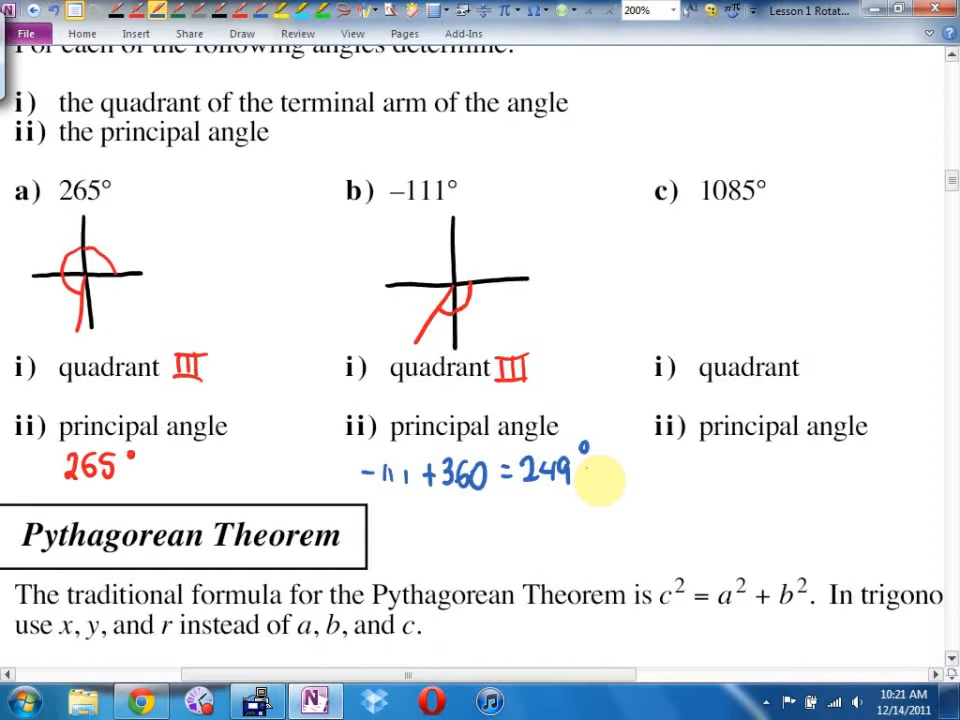 200%
Lesson 1 Rotat...
File Home Insert Share Draw Review View Pages Add-Ins
For each of the following angles determine:
i) the quadrant of the terminal arm of the angle
ii) the principal angle
a) 265° b) –111° c) 1085°
i) quadrant III i) quadrant III i) quadrant
ii) principal angle ii) principal angle ii) principal angle
265° -111 +360 = 249°
Pythagorean Theorem
The traditional formula for the Pythagorean Theorem is c² = a² + b². In trigono
use x, y, and r instead of a, b, and c.
10:21 AM
12/14/2011